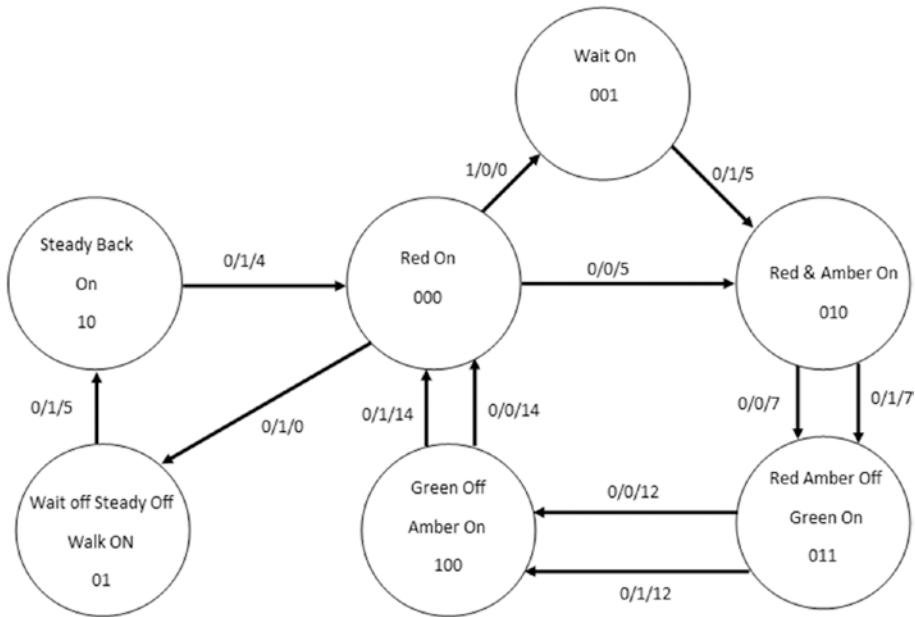 Wait On
001
1/0/0
0/1/5
Steady Back
On
10
0/1/4
Red On
000
0/0/5
Red & Amber On
010
0/1/5
0/1/0
0/1/14
0/0/14
0/0/7
0/1/7
Wait off Steady Off
Walk ON
01
Green Off
Amber On
100
0/0/12
0/1/12
Red Amber Off
Green On
011